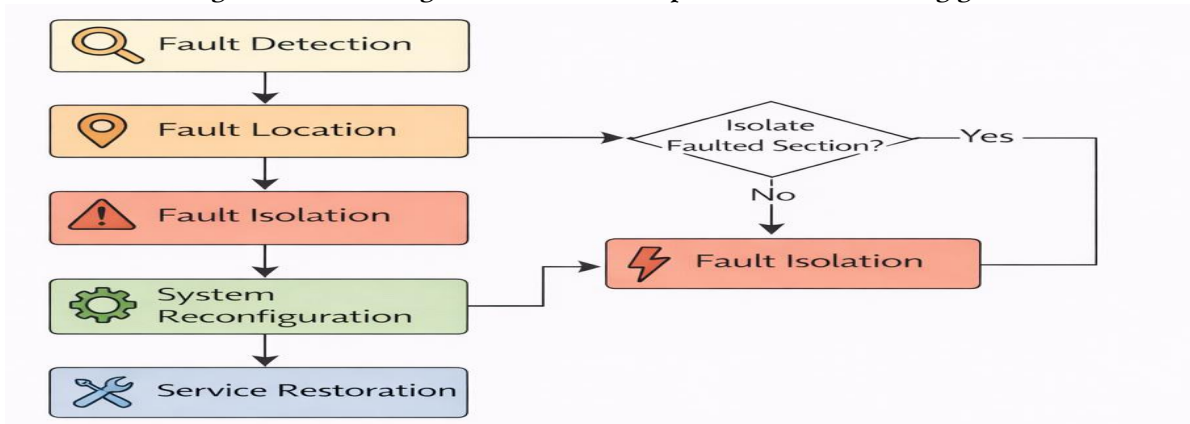 Fault Detection
Fault Location
Isolate
Faulted Section?
Yes
No
Fault Isolation
Fault Isolation
System
Reconfiguration
Service Restoration